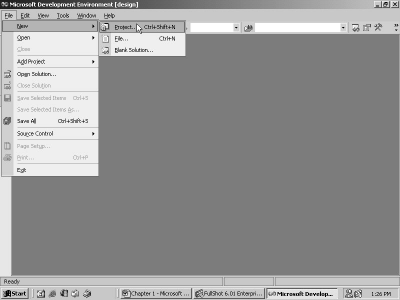 Microsoft Development Environment [design]
File Edit View Tools Window Help
New
Project... Ctrl+Shift+N
File... Ctrl+N
Blank Solution...
Open
Close
Add Project
Open Solution...
Close Solution
Save Selected Items Ctrl+S
Save Selected Items As...
Save All Ctrl+Shift+S
Source Control
Page Setup...
Print... Ctrl+P
Exit
Ready
Start
Chapter 1 - Microsoft
FullShot 6.01 Enterpri...
Microsoft Develop...
1:26 PM